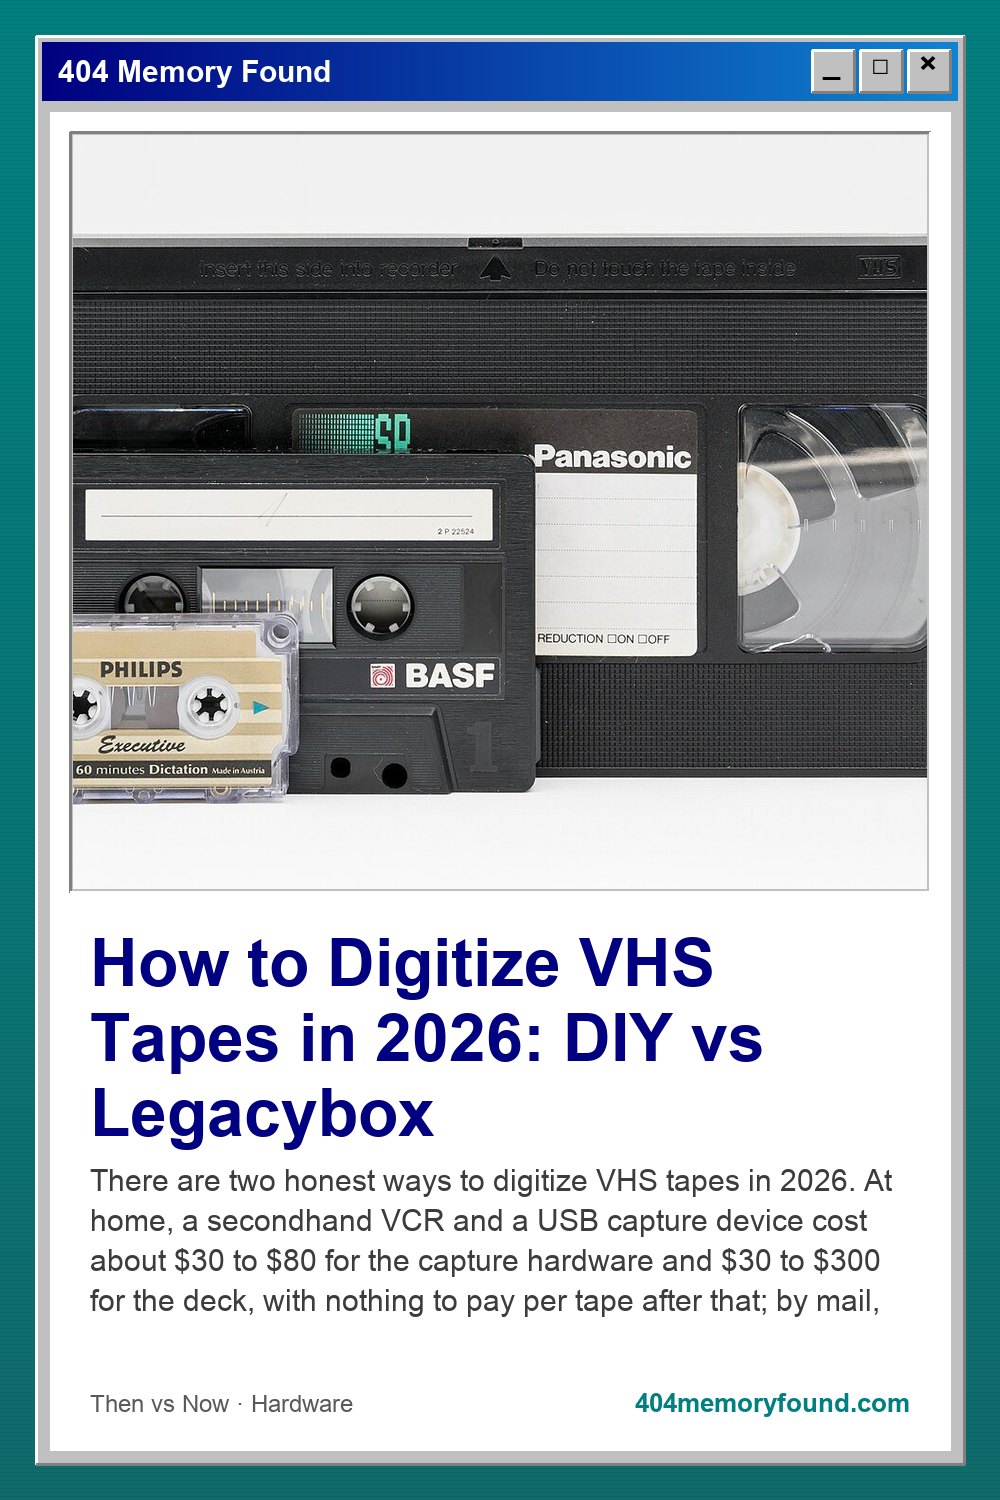 404 Memory Found
Insert this side into recorder Do not touch the tape inside VHS
SQ
Panasonic
2 P 22524
REDUCTION □ON □OFF
PHILIPS
BASF
Executive
1
60 minutes Dictation Made in Austria
How to Digitize VHS
Tapes in 2026: DIY vs
Legacybox
There are two honest ways to digitize VHS tapes in 2026. At
home, a secondhand VCR and a USB capture device cost
about $30 to $80 for the capture hardware and $30 to $300
for the deck, with nothing to pay per tape after that; by mail,
Then vs Now · Hardware
404memoryfound.com